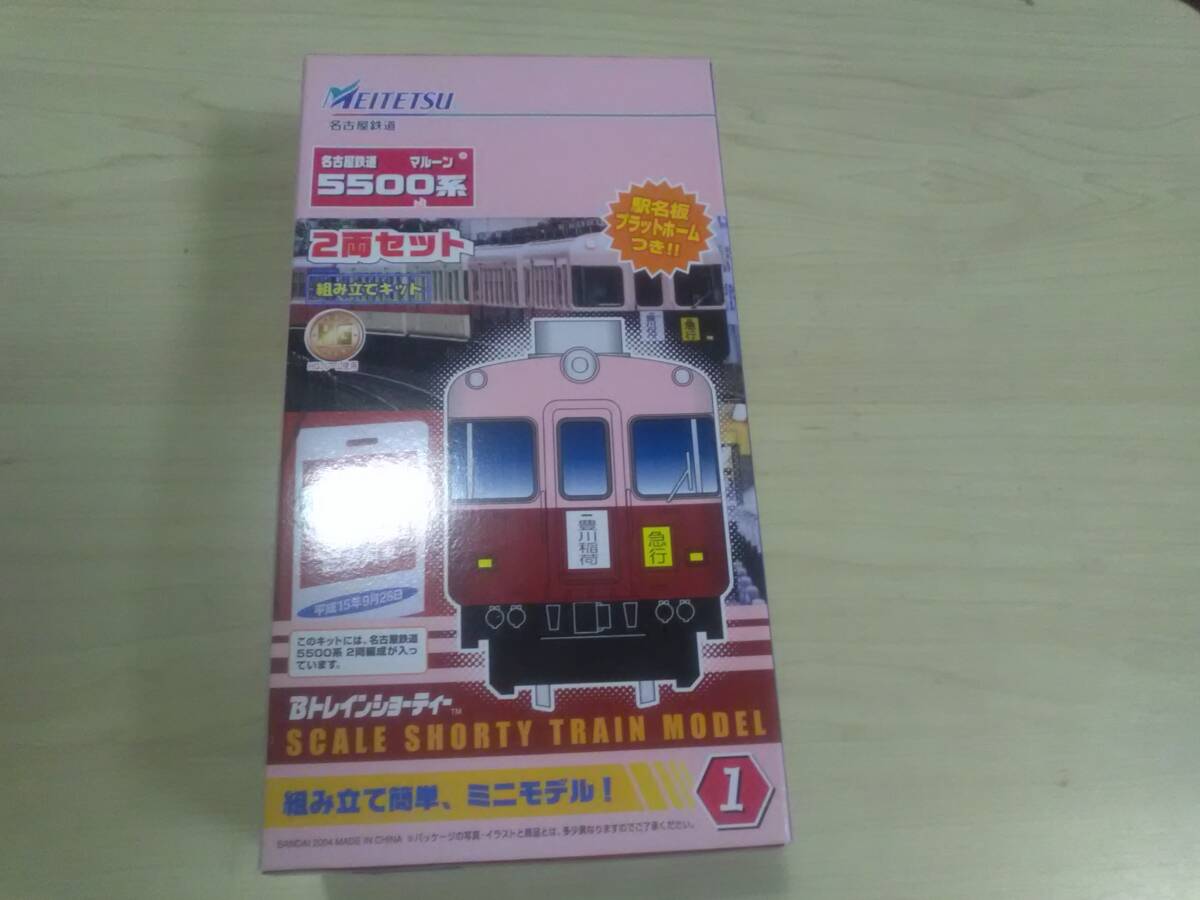 MEITETSU
名古屋鉄道
名古屋鉄道 マルーン
5500系
2両セット
組み立てキット
HG
駅名板
プラットホーム
つき!!
急行
豊川稲荷
急行
平成15年9月28日
このキットには、名古屋鉄道
5500系 2両編成が入っ
ています。
Bトレインショーティー™
SCALE SHORTY TRAIN MODEL
組み立て簡単、ミニモデル!
1
BANDAI 2004 MADE IN CHINA ※パッケージの写真・イラストと商品とは、多少異なりますのでご了承ください。